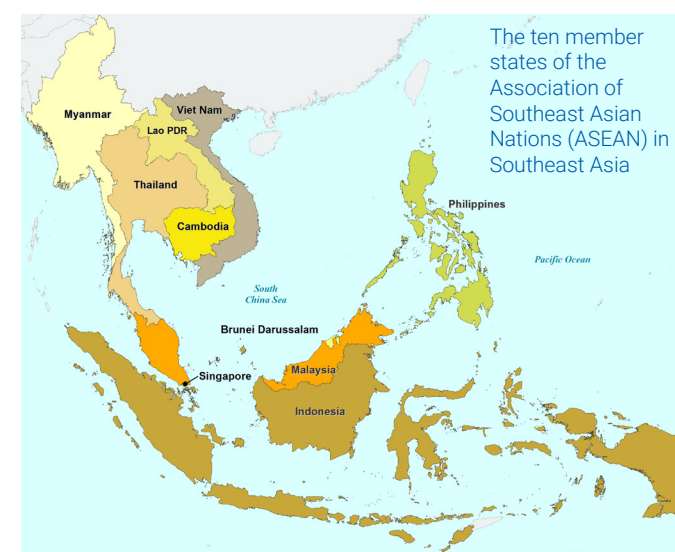 The ten member
states of the
Association of
Southeast Asian
Nations (ASEAN) in
Southeast Asia
Myanmar
Viet Nam
Lao PDR
Thailand
Cambodia
Philippines
Pacific Ocean
South
China Sea
Brunei Darussalam
Malaysia
Singapore
Indonesia